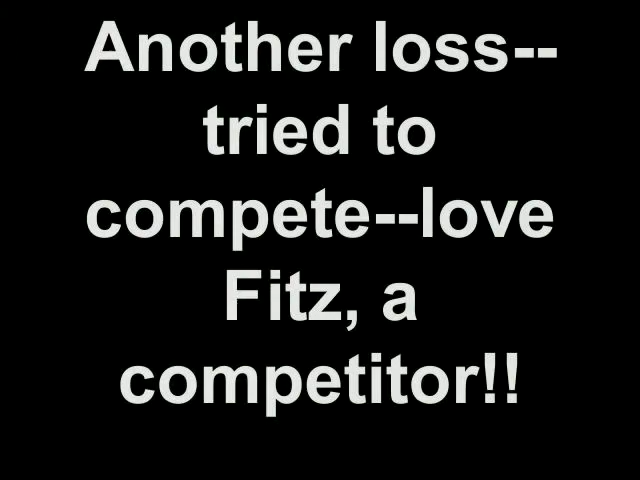 Another loss--
tried to
compete--love
Fitz, a
competitor!!